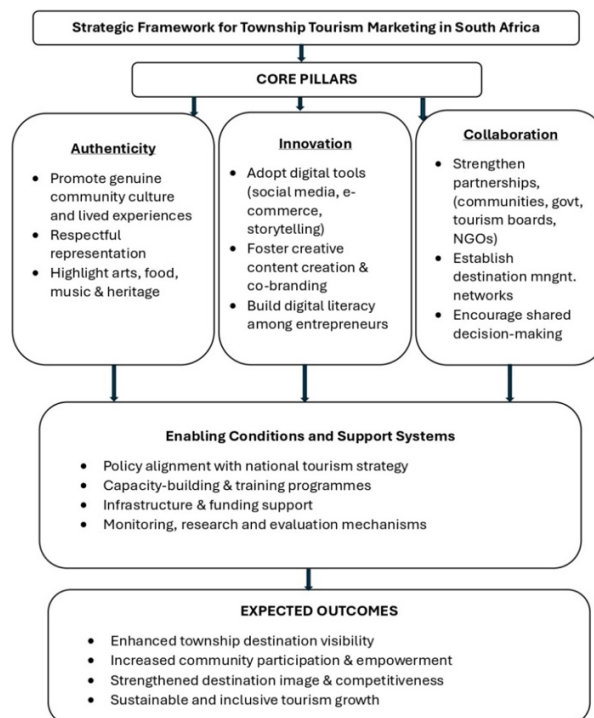 Strategic Framework for Township Tourism Marketing in South Africa
CORE PILLARS
Authenticity
• Promote genuine
community culture
and lived experiences
• Respectful
representation
• Highlight arts, food,
music & heritage
Innovation
• Adopt digital tools
(social media, e-
commerce,
storytelling)
• Foster creative
content creation &
co-branding
• Build digital literacy
among entrepreneurs
Collaboration
• Strengthen
partnerships,
(communities, govt,
tourism boards,
NGOs)
• Establish
destination mngnt.
networks
• Encourage shared
decision-making
Enabling Conditions and Support Systems
• Policy alignment with national tourism strategy
• Capacity-building & training programmes
• Infrastructure & funding support
• Monitoring, research and evaluation mechanisms
EXPECTED OUTCOMES
• Enhanced township destination visibility
• Increased community participation & empowerment
• Strengthened destination image & competitiveness
• Sustainable and inclusive tourism growth